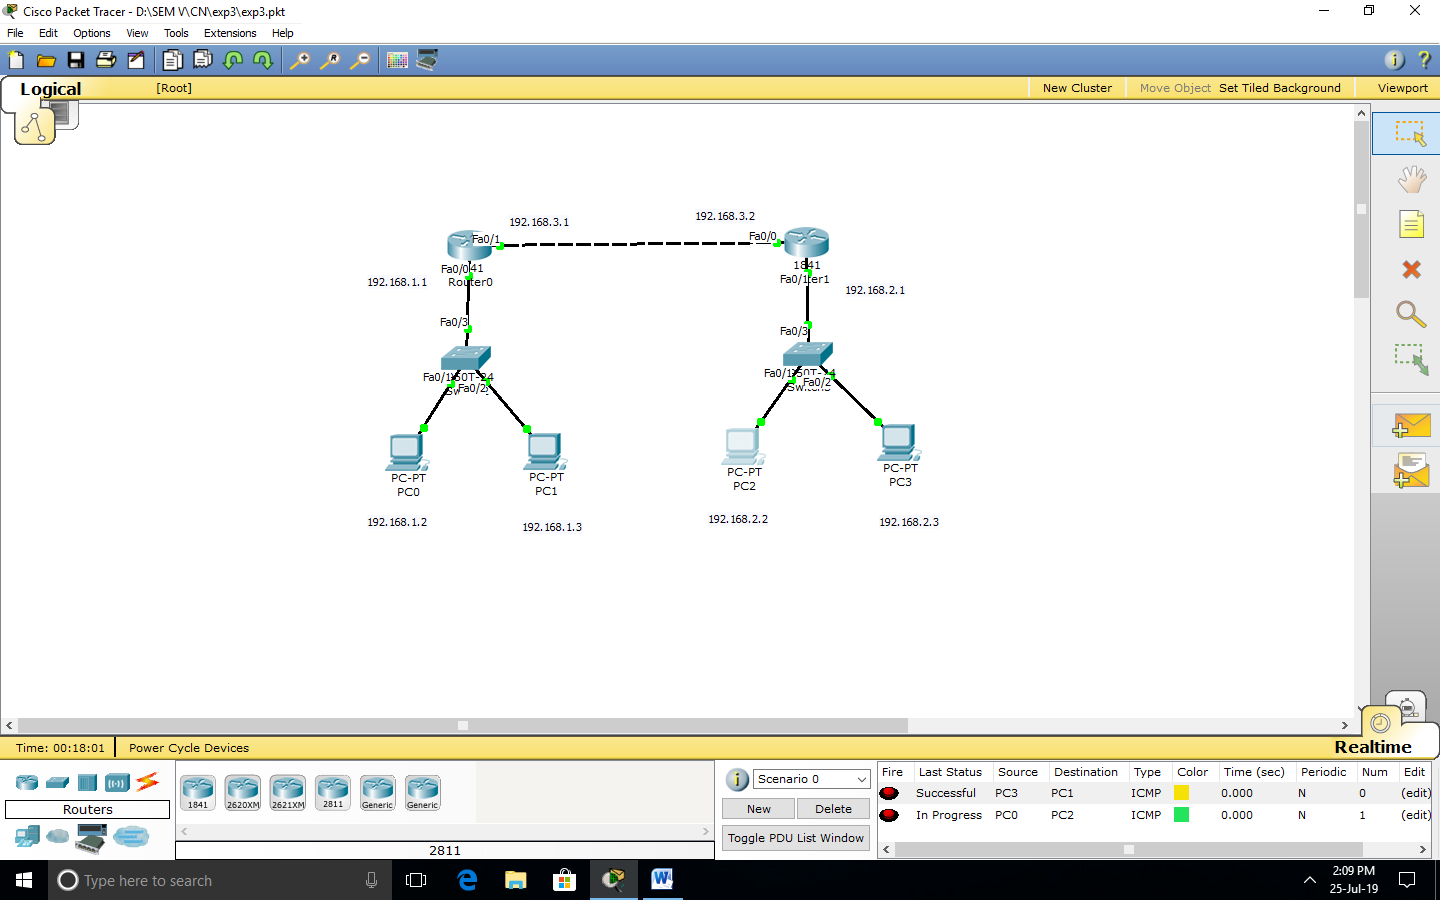 Cisco Packet Tracer - D:\SEM V\CN\exp3\exp3.pkt
File Edit Options View Tools Extensions Help
Logical [Root] New Cluster Move Object Set Tiled Background Viewport
192.168.3.1 192.168.3.2
Fa0/1 Fa0/0
Fa0/0 41 1841
192.168.1.1 Router0 Fa0/1 ter1
192.168.2.1
Fa0/3 Fa0/3
Fa0/1 50T-24 Fa0/2
Fa0/1 Fa0/2
PC-PT PC-PT PC-PT PC-PT
PC0 PC1 PC2 PC3
192.168.1.2 192.168.1.3 192.168.2.2 192.168.2.3
Time: 00:18:01 Power Cycle Devices Realtime
Routers
1841 2620XM 2621XM 2811 Generic Generic
2811
Scenario 0
New Delete
Toggle PDU List Window
Fire Last Status Source Destination Type Color Time (sec) Periodic Num Edit
Successful PC3 PC1 ICMP 0.000 N 0 (edit)
In Progress PC0 PC2 ICMP 0.000 N 1 (edit)
Type here to search
2:09 PM
25-Jul-19